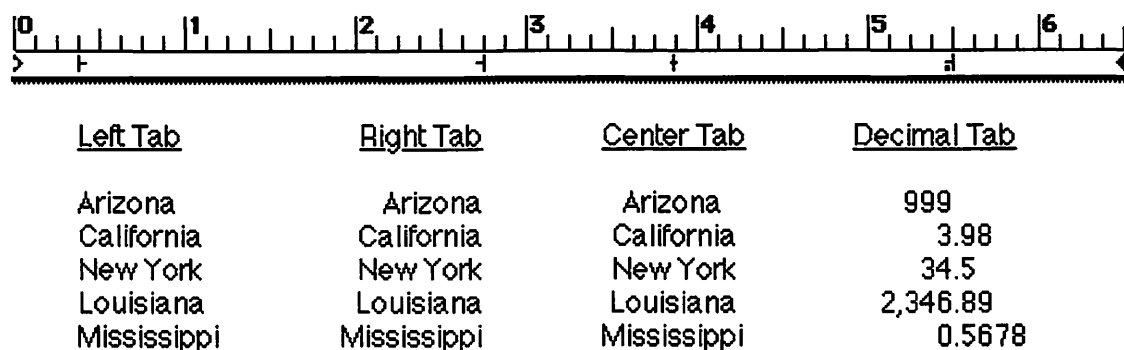 0 1 2 3 4 5 6
Left Tab Right Tab Center Tab Decimal Tab
Arizona Arizona Arizona 999
California California California 3.98
New York New York New York 34.5
Louisiana Louisiana Louisiana 2,346.89
Mississippi Mississippi Mississippi 0.5678